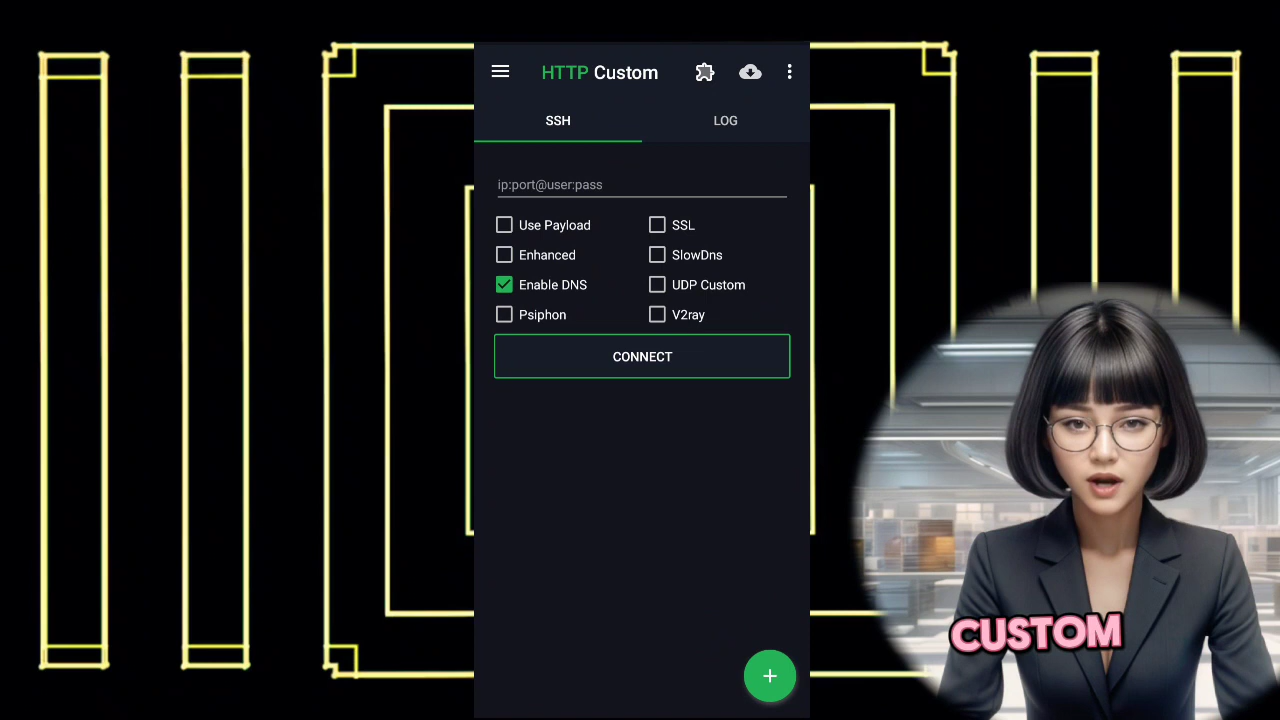 HTTP Custom
SSH LOG
ip:port@user:pass
Use Payload SSL
Enhanced SlowDns
Enable DNS UDP Custom
Psiphon V2ray
CONNECT
CUSTOM
+